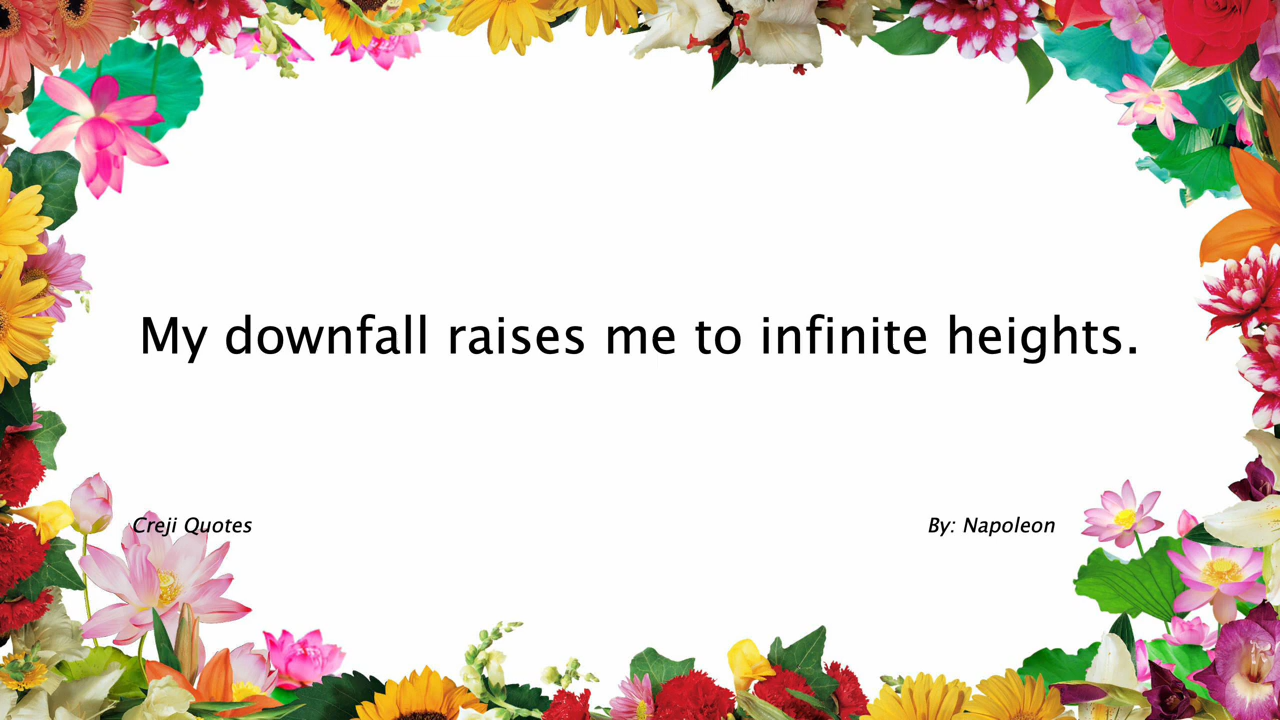 My downfall raises me to infinite heights.
Creji Quotes
By: Napoleon